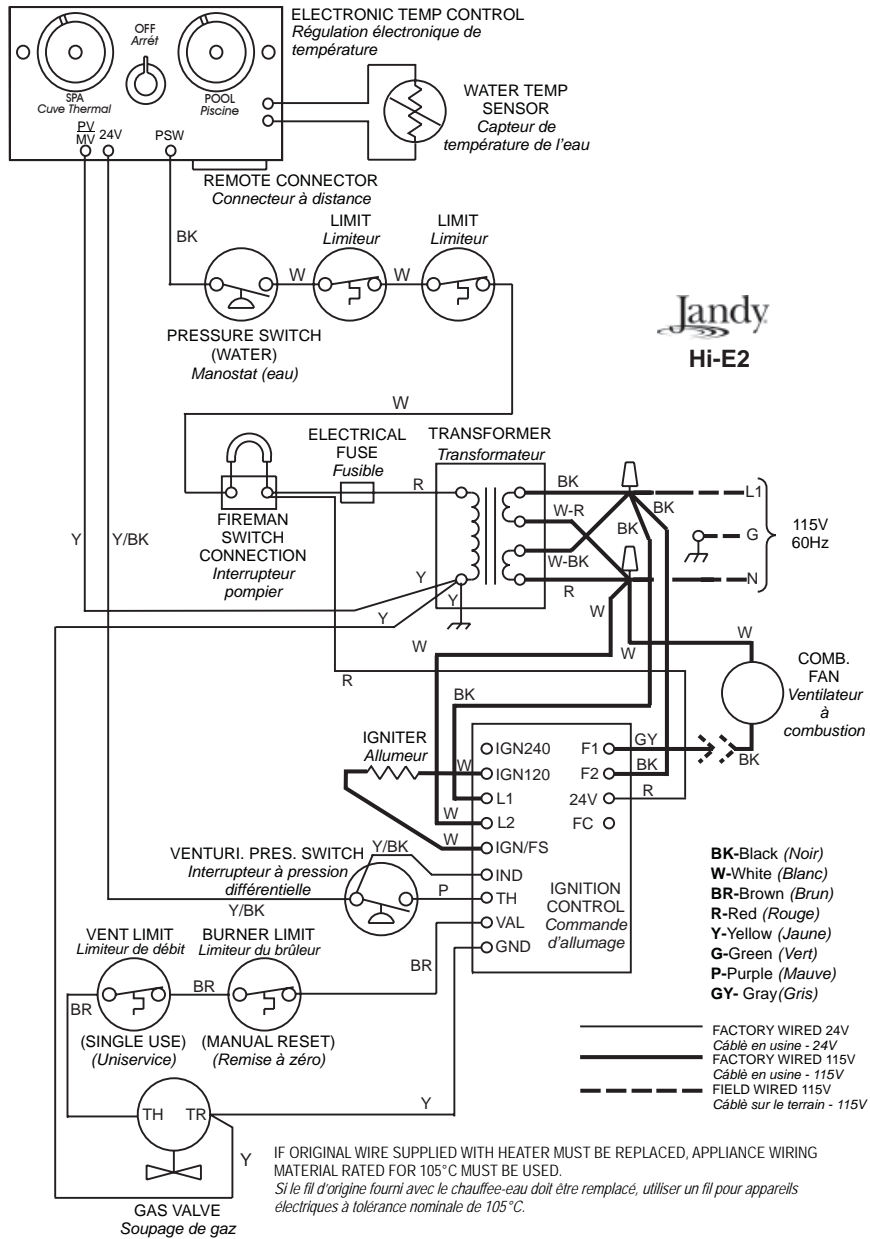 ELECTRONIC TEMP CONTROL
Régulation électronique de
température
OFF
Arrét
SPA
Cuve Thermal
POOL
Piscine
PV
MV
24V
PSW
WATER TEMP
SENSOR
Capteur de
température de l'eau
REMOTE CONNECTOR
Connecteur à distance
BK
LIMIT
Limiteur
LIMIT
Limiteur
W
W
PRESSURE SWITCH
(WATER)
Manostat (eau)
Jandy
Hi-E2
W
ELECTRICAL
FUSE
Fusible
TRANSFORMER
Transformateur
R
BK
L1
W-R
BK
BK
G
115V
60Hz
FIREMAN
SWITCH
CONNECTION
Interrupteur
pompier
Y
Y/BK
W-BK
N
Y
Y
R
W
Y
W
W
W
R
COMB.
FAN
Ventilateur
à
combustion
BK
IGNITER
Allumeur
IGN240
F1
GY
BK
W
IGN120
F2
BK
L1
24V
R
W
L2
FC
W
IGN/FS
VENTURI. PRES. SWITCH
Interrupteur à pression
différentielle
Y/BK
IND
P
TH
Y/BK
VAL
GND
IGNITION
CONTROL
Commande
d'allumage
BK-Black (Noir)
W-White (Blanc)
BR-Brown (Brun)
R-Red (Rouge)
Y-Yellow (Jaune)
G-Green (Vert)
P-Purple (Mauve)
GY- Gray(Gris)
VENT LIMIT
Limiteur de débit
BURNER LIMIT
Limiteur du brûleur
BR
BR
BR
(SINGLE USE)
(Uniservice)
(MANUAL RESET)
(Remise à zéro)
FACTORY WIRED 24V
Câblè en usine - 24V
FACTORY WIRED 115V
Câblè en usine - 115V
FIELD WIRED 115V
Câblè sur le terrain - 115V
TH
TR
Y
Y
GAS VALVE
Soupage de gaz
IF ORIGINAL WIRE SUPPLIED WITH HEATER MUST BE REPLACED, APPLIANCE WIRING
MATERIAL RATED FOR 105°C MUST BE USED.
Si le fil d'origine fourni avec le chauffee-eau doit être remplacé, utiliser un fil pour appareils
électriques à tolérance nominale de 105°C.